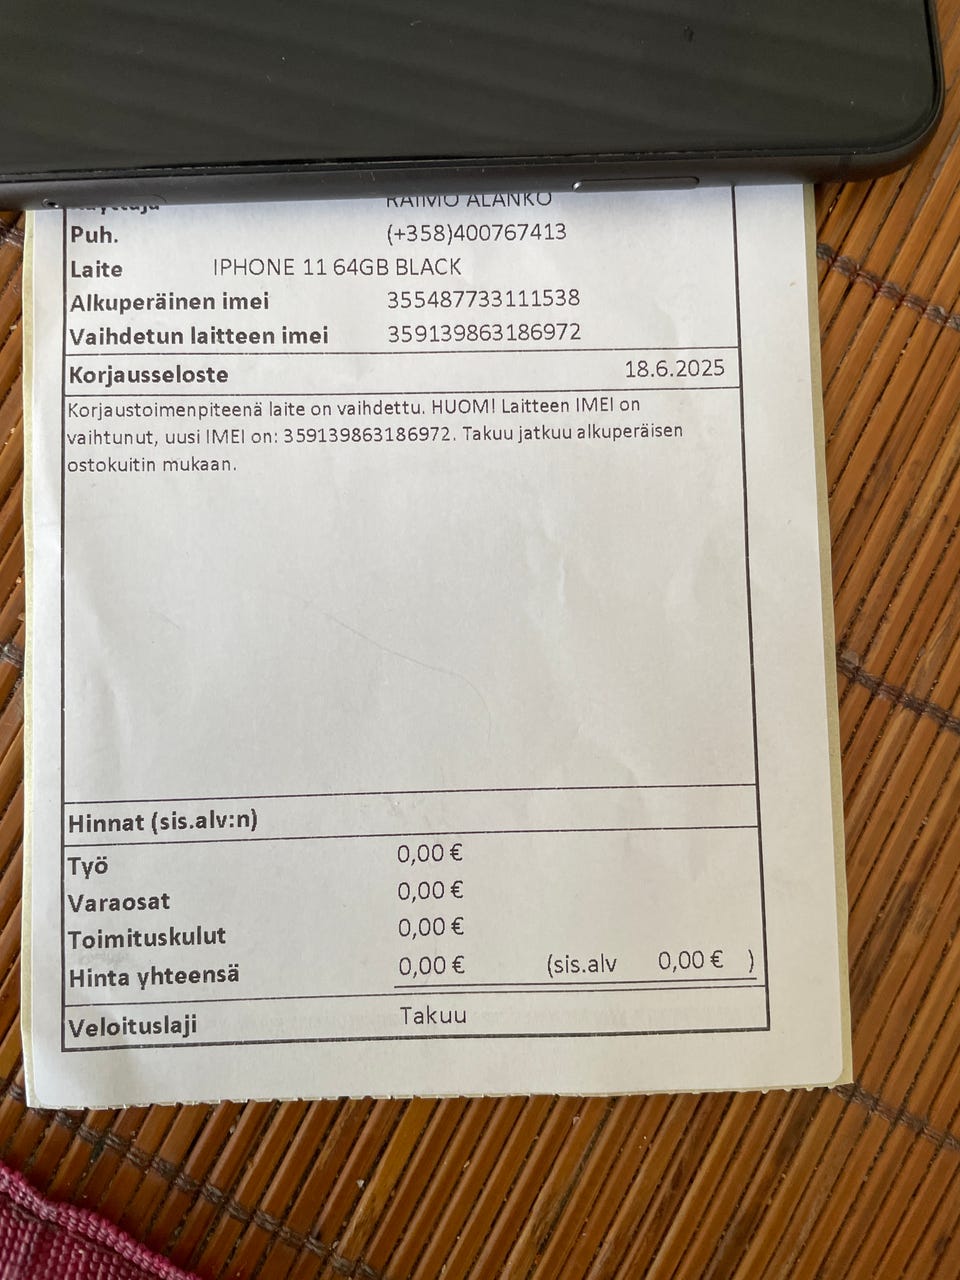 Käyttäjä RAIMO ALANKO
Puh. (+358)400767413
Laite IPHONE 11 64GB BLACK
Alkuperäinen imei 355487733111538
Vaihdetun laitteen imei 359139863186972
Korjausseloste 18.6.2025
Korjaustoimenpiteenä laite on vaihdettu. HUOM! Laitteen IMEI on
vaihtunut, uusi IMEI on: 359139863186972. Takuu jatkuu alkuperäisen
ostokuitin mukaan.
Hinnat (sis.alv:n)
Työ 0,00 €
Varaosat 0,00 €
Toimituskulut 0,00 €
Hinta yhteensä 0,00 € (sis.alv 0,00 € )
Veloituslaji Takuu